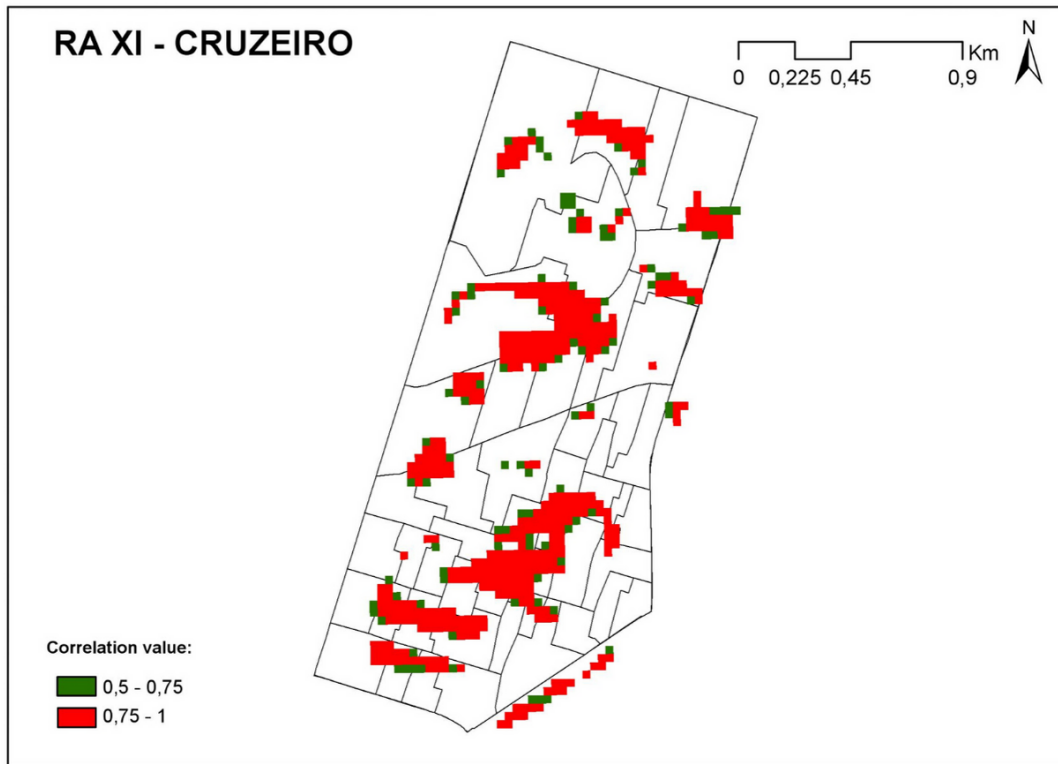 RA XI - CRUZEIRO
N
Km
0 0,225 0,45 0,9
Correlation value:
0,5 - 0,75
0,75 - 1